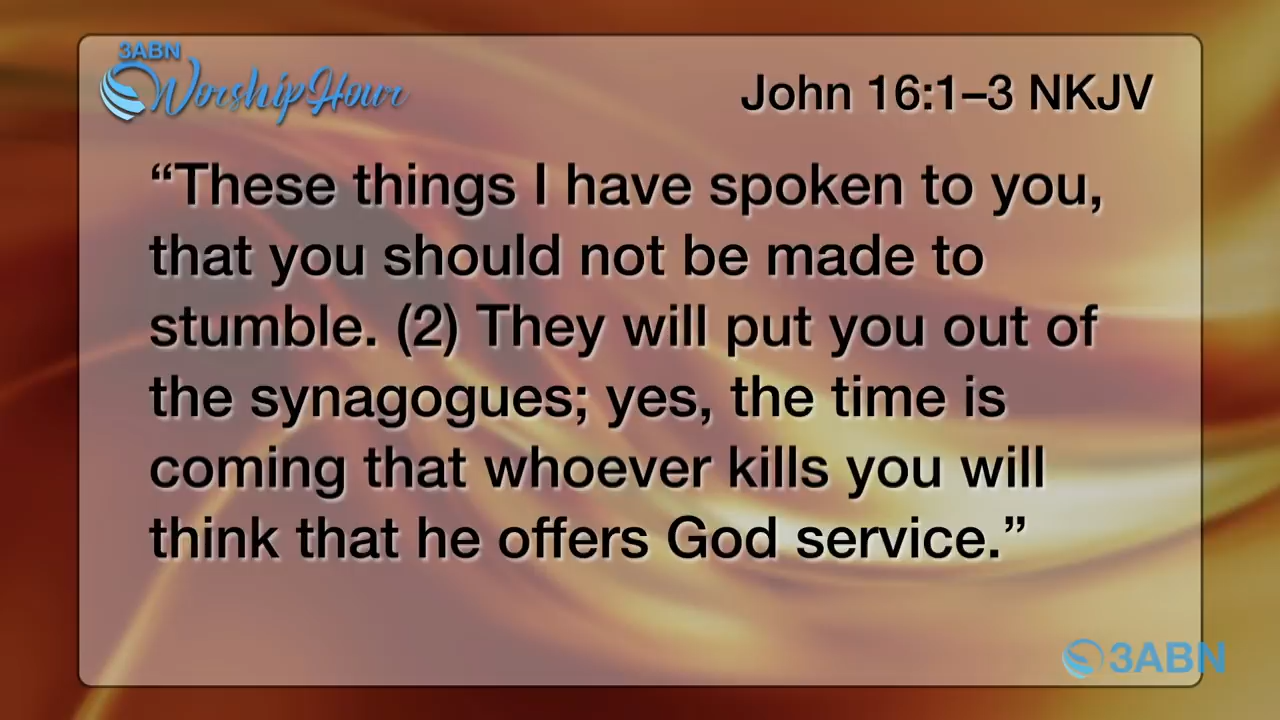 3ABN
Worship Hour
John 16:1–3 NKJV
“These things I have spoken to you,
that you should not be made to
stumble. (2) They will put you out of
the synagogues; yes, the time is
coming that whoever kills you will
think that he offers God service.”
3ABN